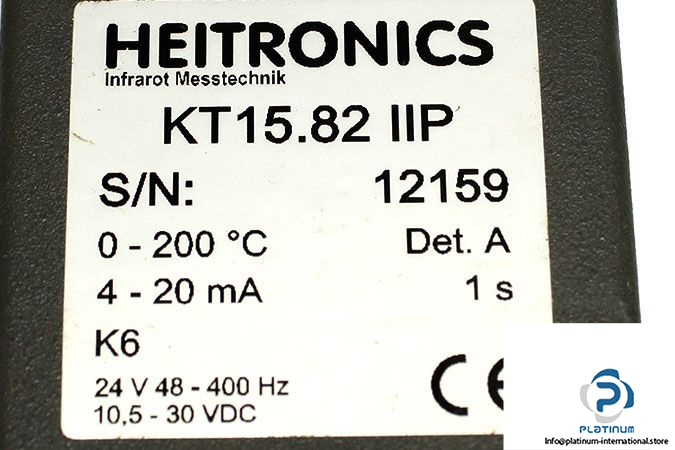 HEITRONICS
Infrarot Messtechnik
KT15.82 IIP
S/N: 12159
0 - 200 °C Det. A
4 - 20 mA 1 s
K6
24 V 48 - 400 Hz
10,5 - 30 VDC
CE
PLATINUM
info@platinum-international.store